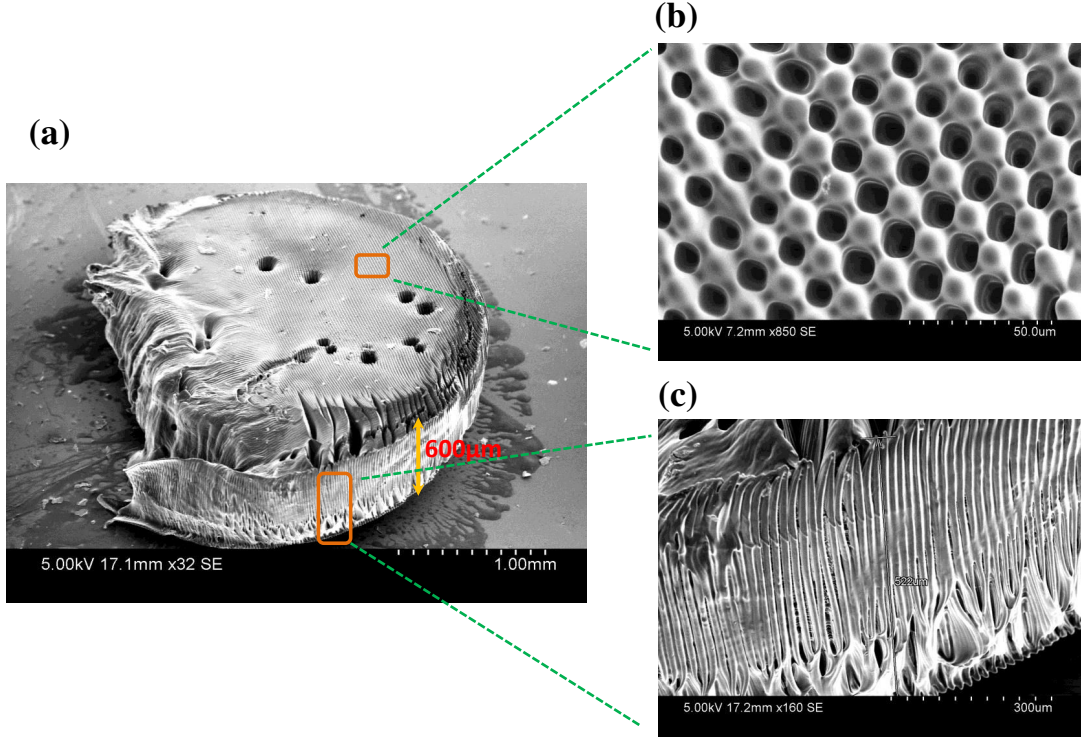 (a)
600μm
5.00kV 17.1mm x32 SE
1.00mm
(b)
5.00kV 7.2mm x850 SE
50.0um
(c)
522um
5.00kV 17.2mm x160 SE
300um